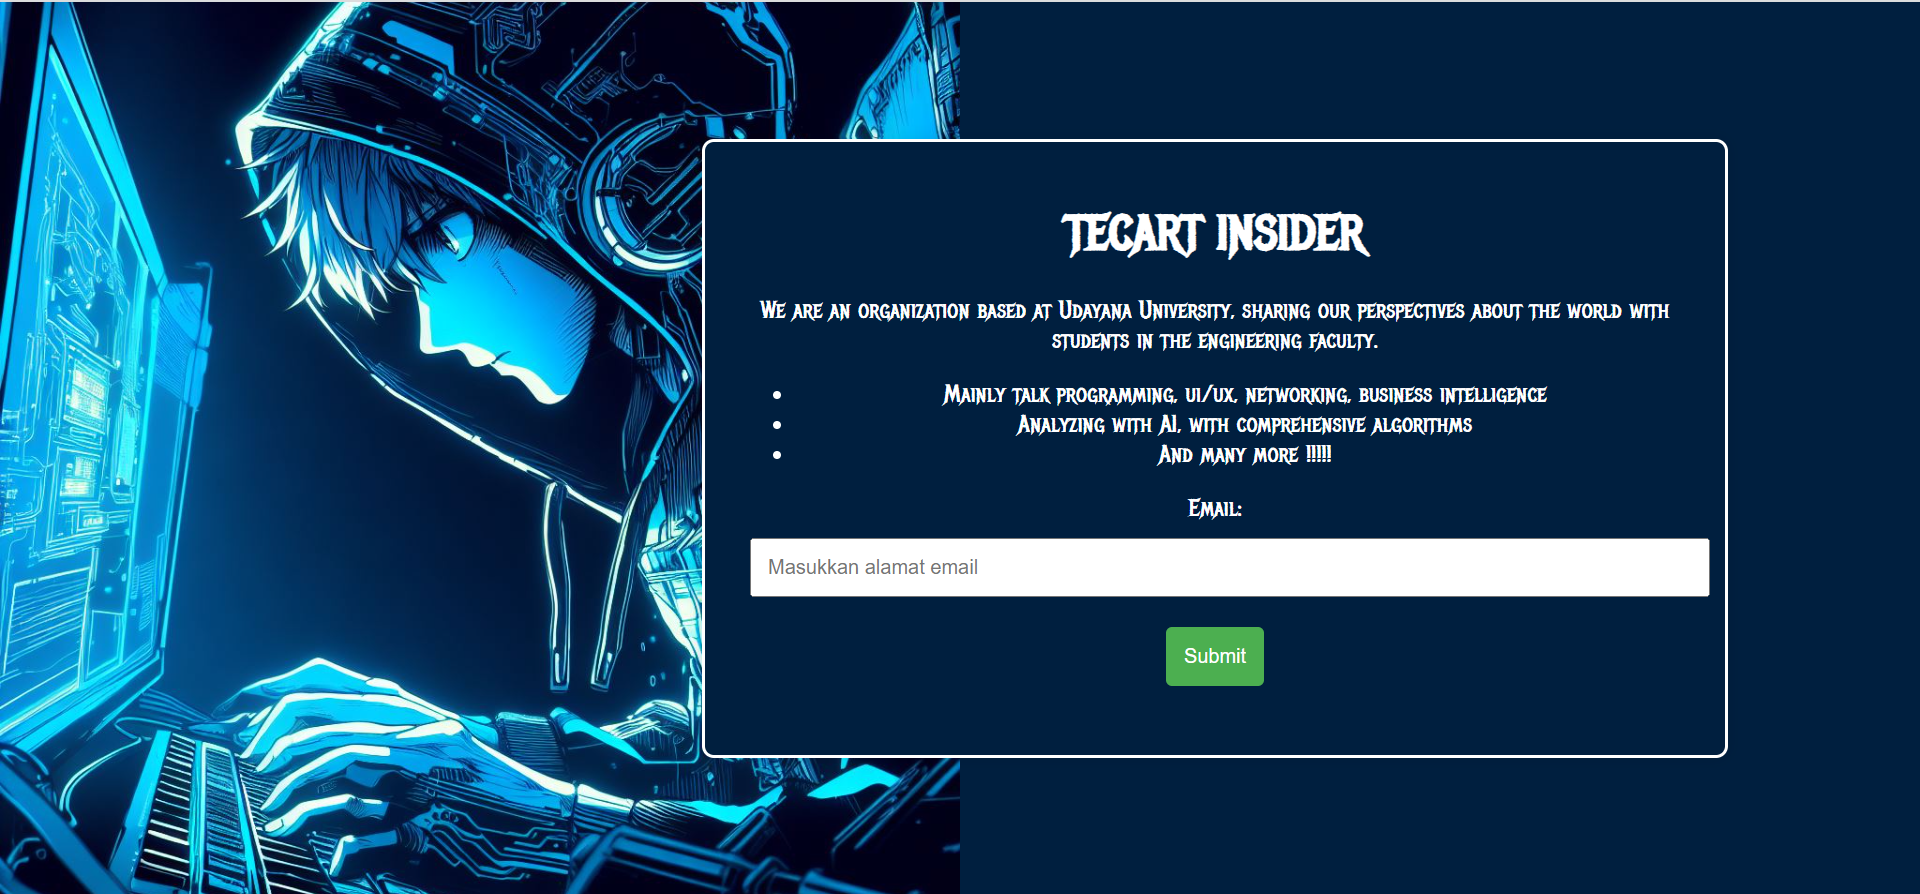 TECART INSIDER
We are an organization based at Udayana University, sharing our perspectives about the world with
students in the engineering faculty.
• Mainly talk programming, ui/ux, networking, business intelligence
• Analyzing with AI, with comprehensive algorithms
• And many more !!!!!
Email:
Masukkan alamat email
Submit